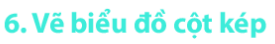 6. Vẽ biểu đồ cột kép